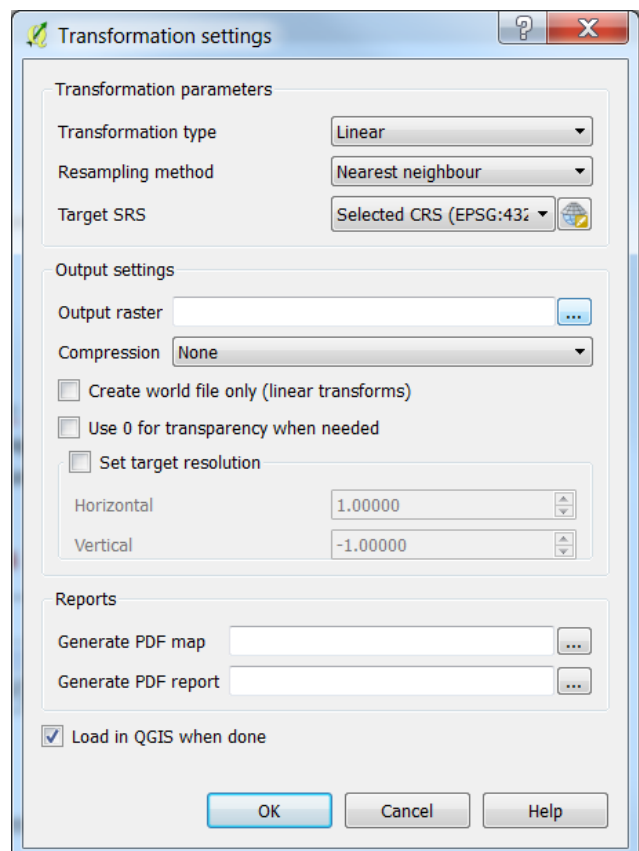 Transformation settings
Transformation parameters
Transformation type Linear
Resampling method Nearest neighbour
Target SRS Selected CRS (EPSG:432
Output settings
Output raster ...
Compression None
Create world file only (linear transforms)
Use 0 for transparency when needed
Set target resolution
Horizontal 1.00000
Vertical -1.00000
Reports
Generate PDF map ...
Generate PDF report ...
Load in QGIS when done
OK Cancel Help